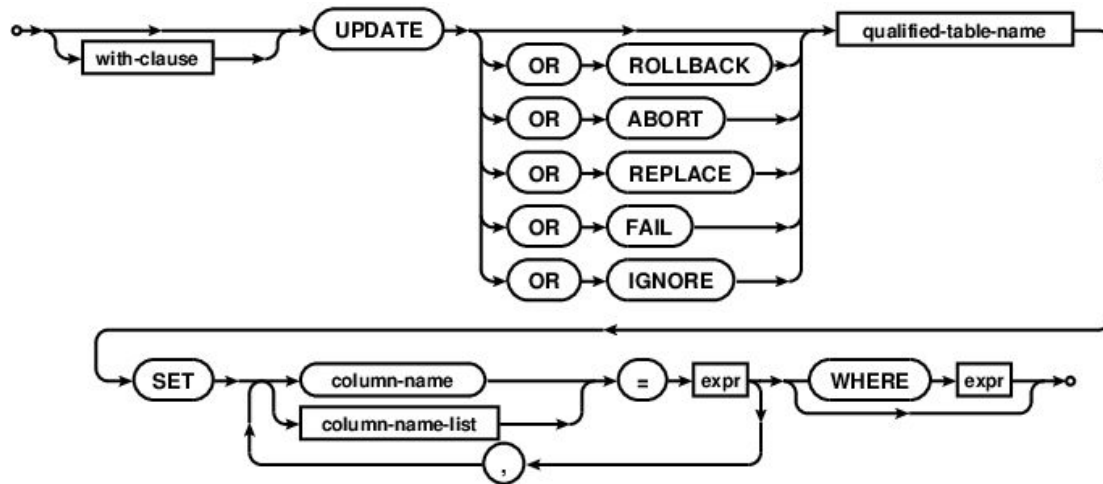 UPDATE qualified-table-name
with-clause
OR ROLLBACK
OR ABORT
OR REPLACE
OR FAIL
OR IGNORE
SET column-name = expr WHERE expr
column-name-list
,